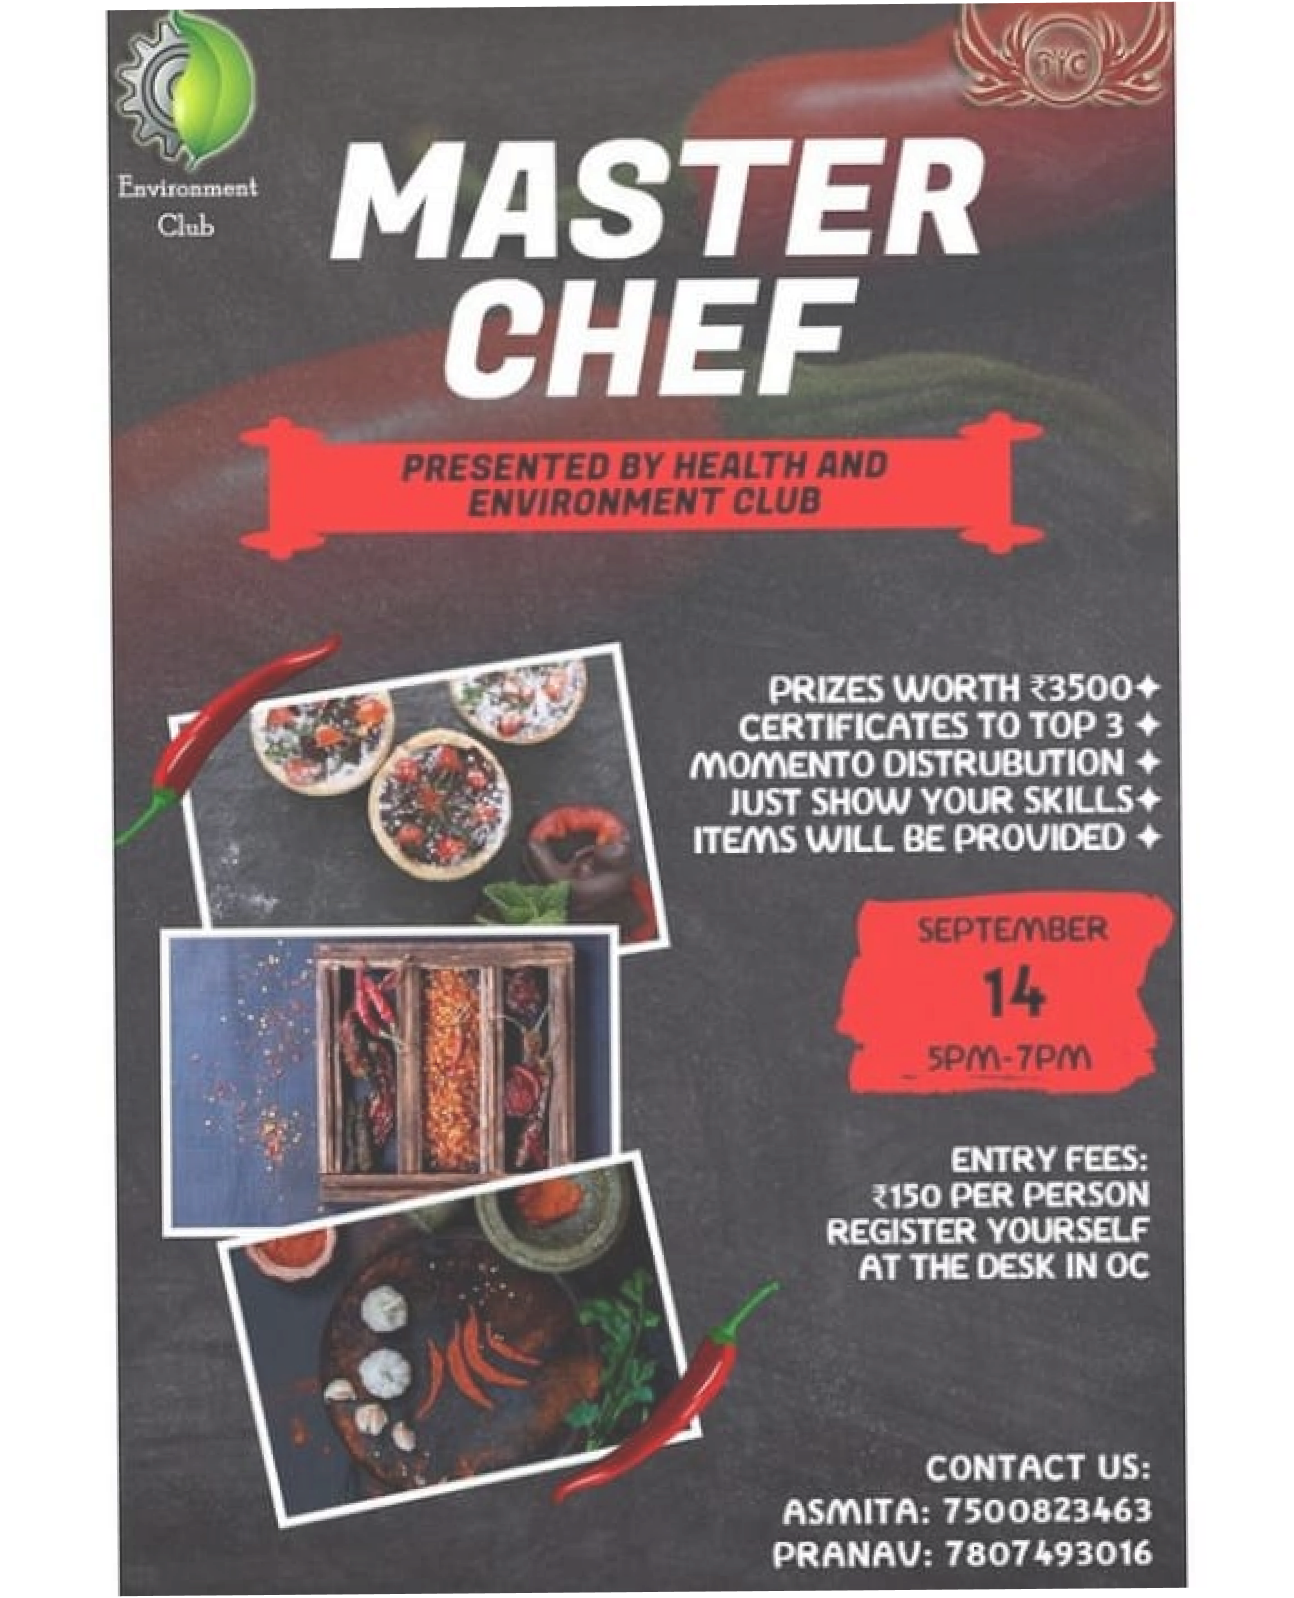 Environment
Club
MASTER
CHEF
PRESENTED BY HEALTH AND
ENVIRONMENT CLUB
PRIZES WORTH ₹3500✦
CERTIFICATES TO TOP 3 ✦
MOMENTO DISTRUBUTION ✦
JUST SHOW YOUR SKILLS✦
ITEMS WILL BE PROVIDED ✦
SEPTEMBER
14
5PM-7PM
ENTRY FEES:
₹150 PER PERSON
REGISTER YOURSELF
AT THE DESK IN OC
CONTACT US:
ASMITA: 7500823463
PRANAV: 7807493016